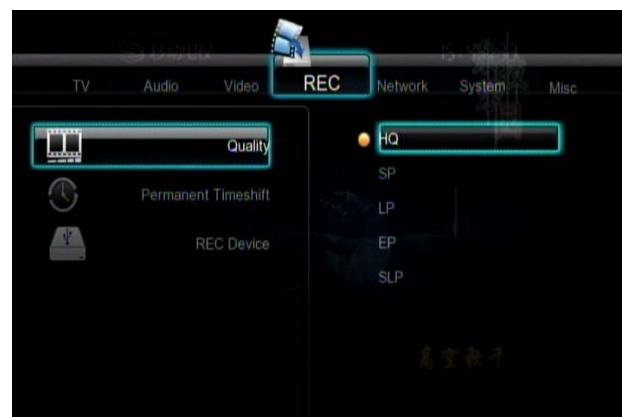 TV Audio Video REC Network System Misc
Quality
Permanent Timeshift
REC Device
HQ
SP
LP
EP
SLP